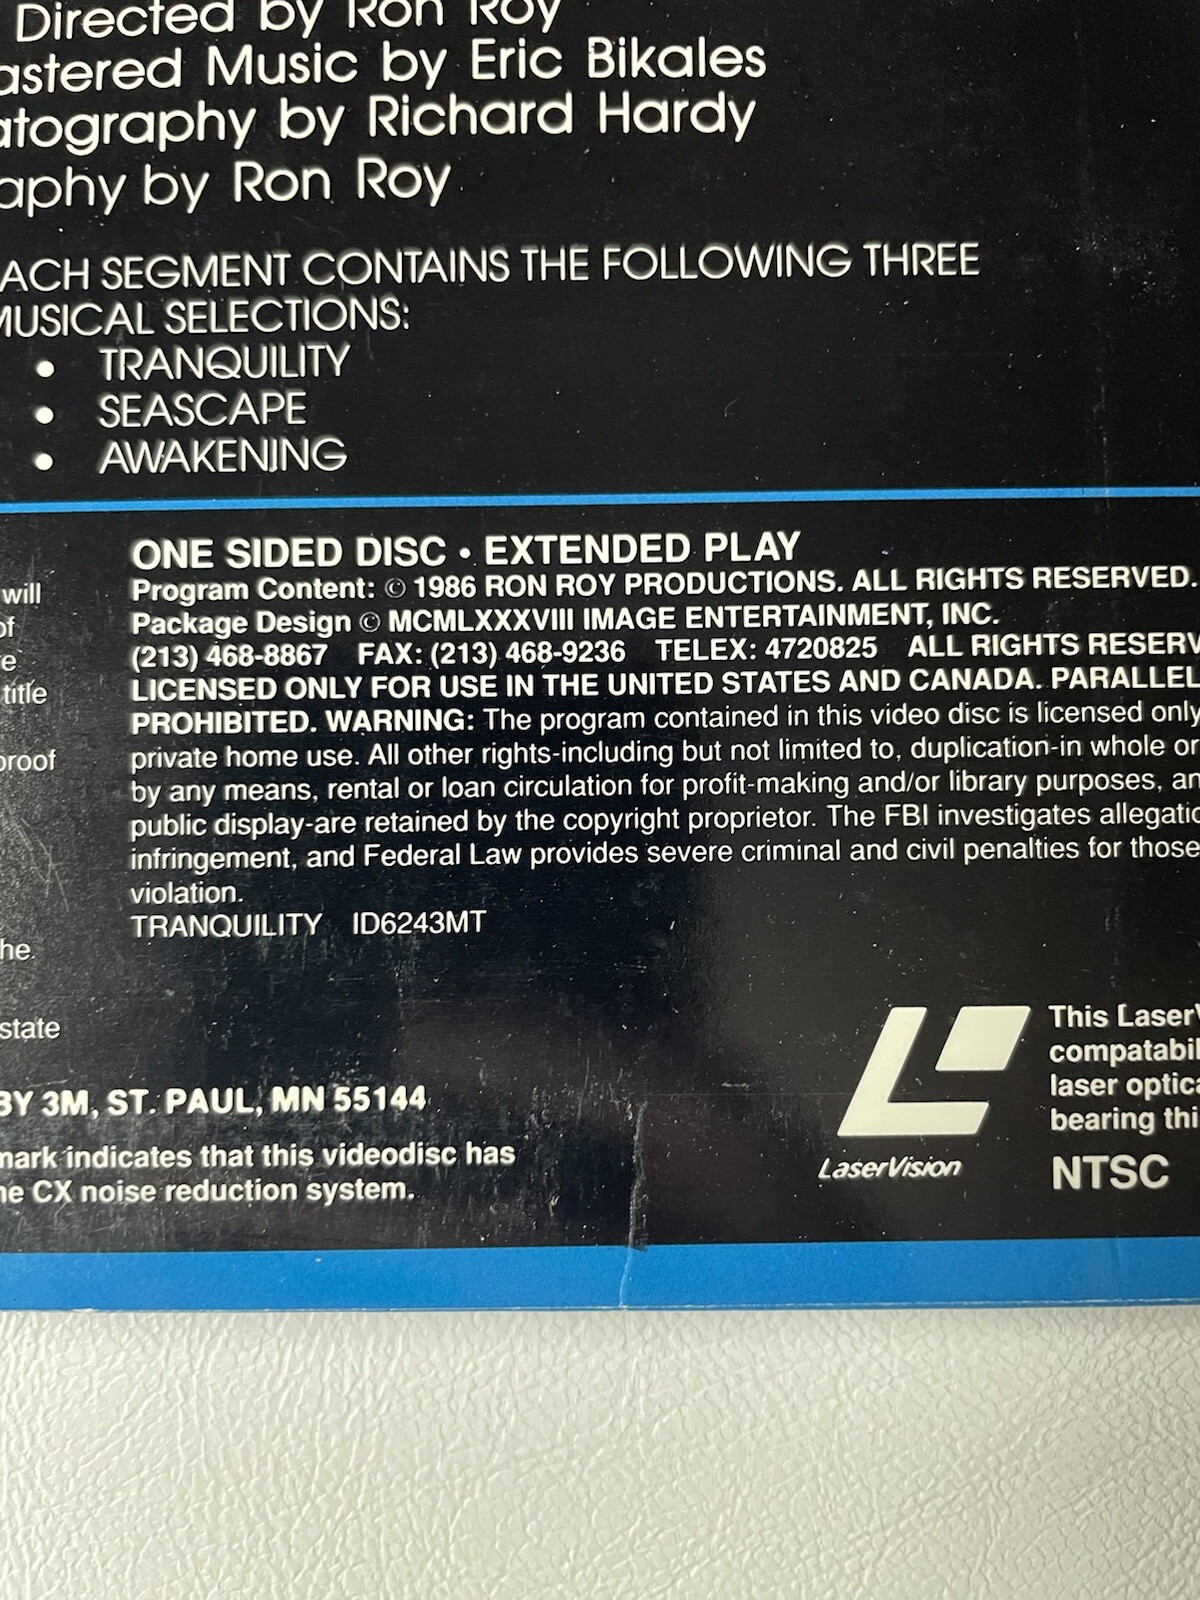 Directed by Ron Roy
astered Music by Eric Bikales
atography by Richard Hardy
aphy by Ron Roy
ACH SEGMENT CONTAINS THE FOLLOWING THREE
MUSICAL SELECTIONS:
• TRANQUILITY
• SEASCAPE
• AWAKENING
will
of
e
title
proof
he
state
BY 3M, ST. PAUL, MN 55144
mark indicates that this videodisc has
he CX noise reduction system.
ONE SIDED DISC • EXTENDED PLAY
Program Content: © 1986 RON ROY PRODUCTIONS. ALL RIGHTS RESERVED.
Package Design © MCMLXXXVIII IMAGE ENTERTAINMENT, INC.
(213) 468-8867 FAX: (213) 468-9236 TELEX: 4720825 ALL RIGHTS RESERV
LICENSED ONLY FOR USE IN THE UNITED STATES AND CANADA. PARALLEL
PROHIBITED. WARNING: The program contained in this video disc is licensed only
private home use. All other rights-including but not limited to, duplication-in whole or
by any means, rental or loan circulation for profit-making and/or library purposes, an
public display-are retained by the copyright proprietor. The FBI investigates allegatio
infringement, and Federal Law provides severe criminal and civil penalties for those
violation.
TRANQUILITY ID6243MT
LaserVision
This LaserV
compatabil
laser optica
bearing thi
NTSC